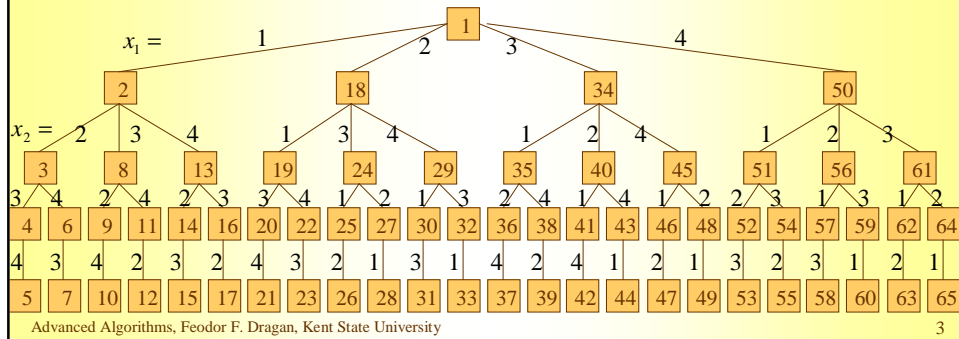 1
x₁ = 1 2 3 4
2 18 34 50
x₂ = 2 3 4 1 3 4 1 2 4 1 2 3
3 8 13 19 24 29 35 40 45 51 56 61
3 4 2 4 2 3 3 4 1 2 1 3 2 4 1 4 1 2 2 3 1 3 1 2
4 6 9 11 14 16 20 22 25 27 30 32 36 38 41 43 46 48 52 54 57 59 62 64
4 3 4 2 3 2 4 3 2 1 3 1 4 2 4 1 2 1 3 2 3 1 2 1
5 7 10 12 15 17 21 23 26 28 31 33 37 39 42 44 47 49 53 55 58 60 63 65
Advanced Algorithms, Feodor F. Dragan, Kent State University 3